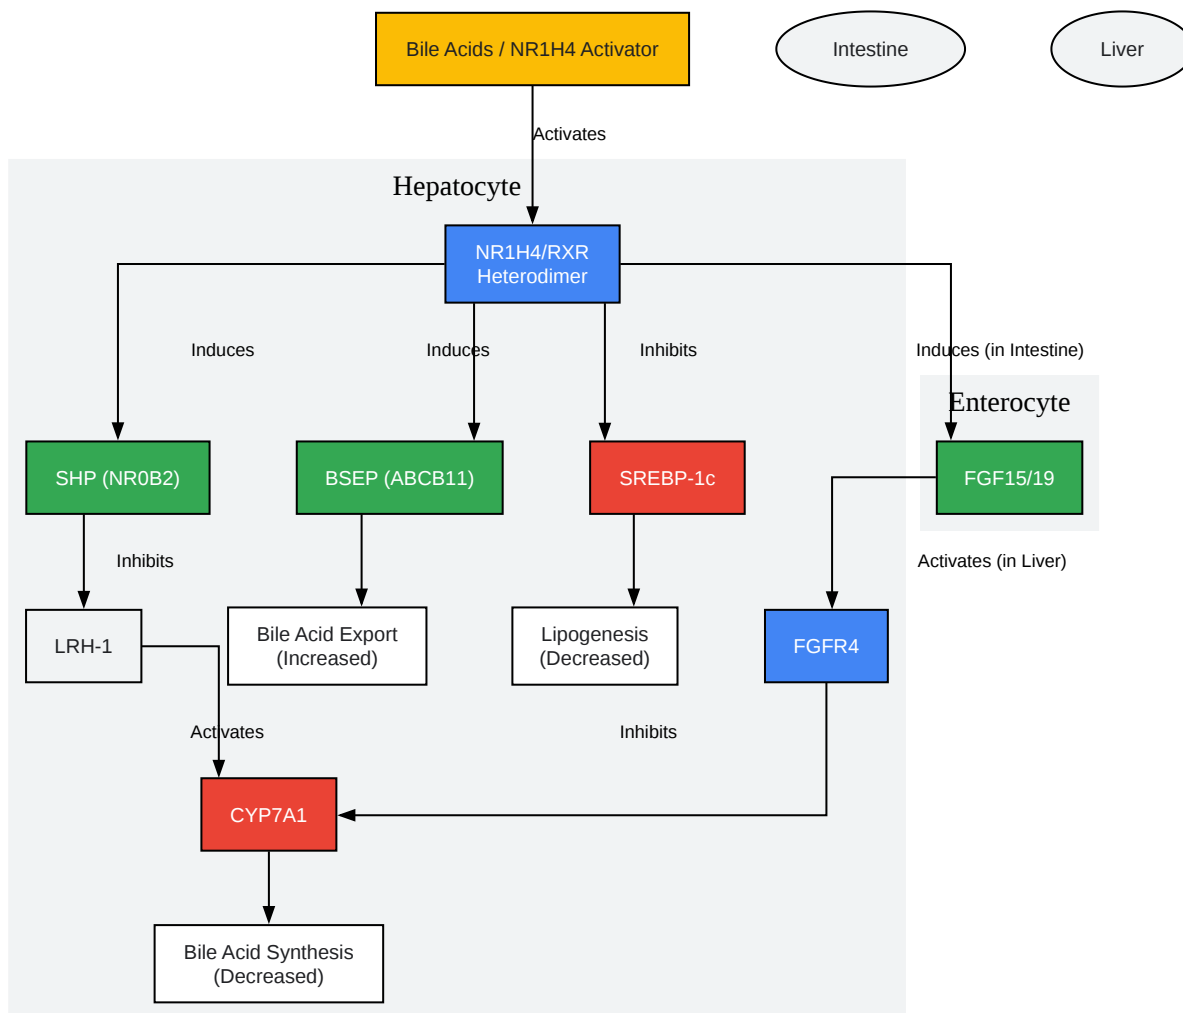 Bile Acids / NR1H4 Activator
Intestine
Liver
Activates
Hepatocyte
NR1H4/RXR
Heterodimer
Induces
Induces
Inhibits
Induces (in Intestine)
Enterocyte
SHP (NR0B2)
BSEP (ABCB11)
SREBP-1c
FGF15/19
Inhibits
Activates (in Liver)
LRH-1
Bile Acid Export
(Increased)
Lipogenesis
(Decreased)
FGFR4
Activates
Inhibits
CYP7A1
Bile Acid Synthesis
(Decreased)